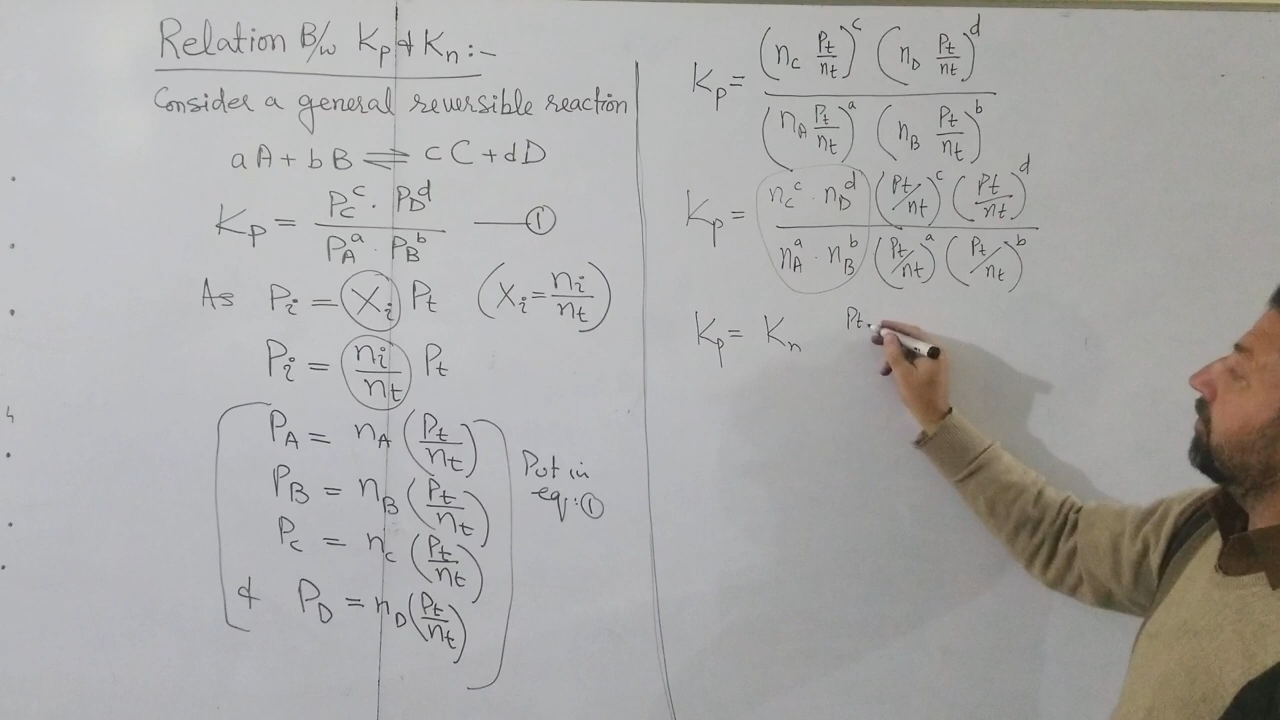 Relation B/w Kp & Kn:-
Consider a general reversible reaction
aA + bB ⇌ cC + dD
Kp = PC^c · PD^d / PA^a · PB^b —— ①
As Pi = Xi Pt (Xi = ni/nt)
Pi = ni/nt Pt
PA = nA (Pt/nt)
PB = nB (Pt/nt)
Pc = nc (Pt/nt)
& PD = nD (Pt/nt)
Put in
eq:①
Kp = (nC Pt/nt)^c (nD Pt/nt)^d / (nA Pt/nt)^a (nB Pt/nt)^b
Kp = nC^c · nD^d (Pt/nt)^c (Pt/nt)^d / nA^a · nB^b (Pt/nt)^a (Pt/nt)^b
Kp = Kn Pt